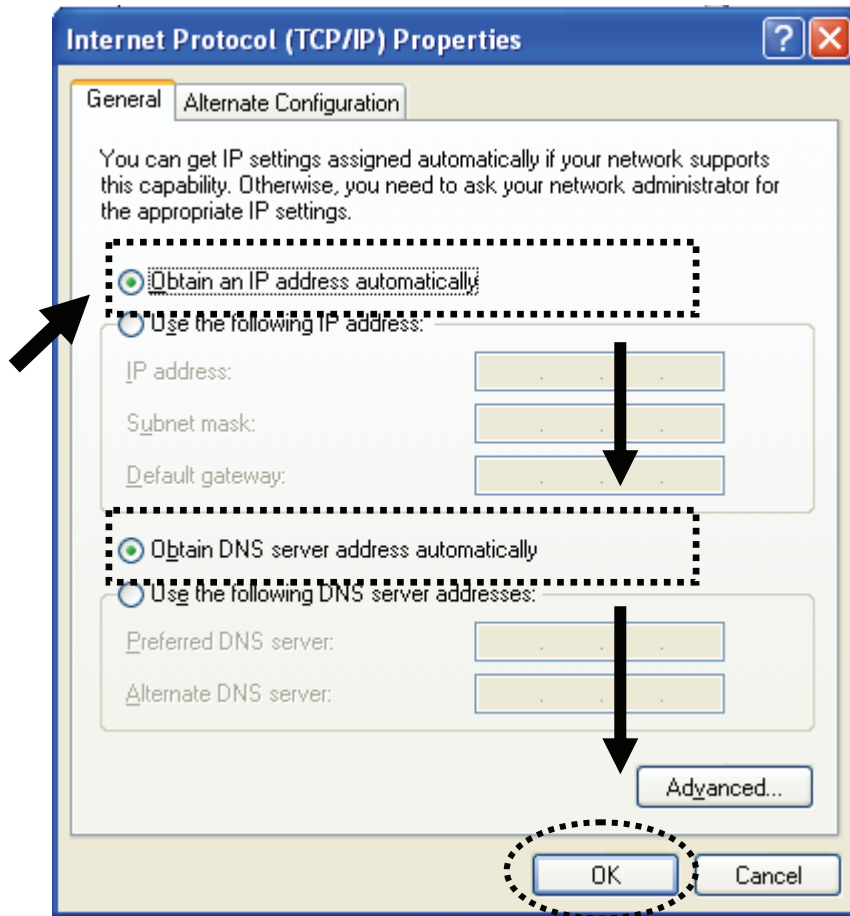 Internet Protocol (TCP/IP) Properties
General
Alternate Configuration
You can get IP settings assigned automatically if your network supports
this capability. Otherwise, you need to ask your network administrator for
the appropriate IP settings.
Obtain an IP address automatically
Use the following IP address:
IP address:
Subnet mask:
Default gateway:
Obtain DNS server address automatically
Use the following DNS server addresses:
Preferred DNS server:
Alternate DNS server:
Advanced...
OK
Cancel